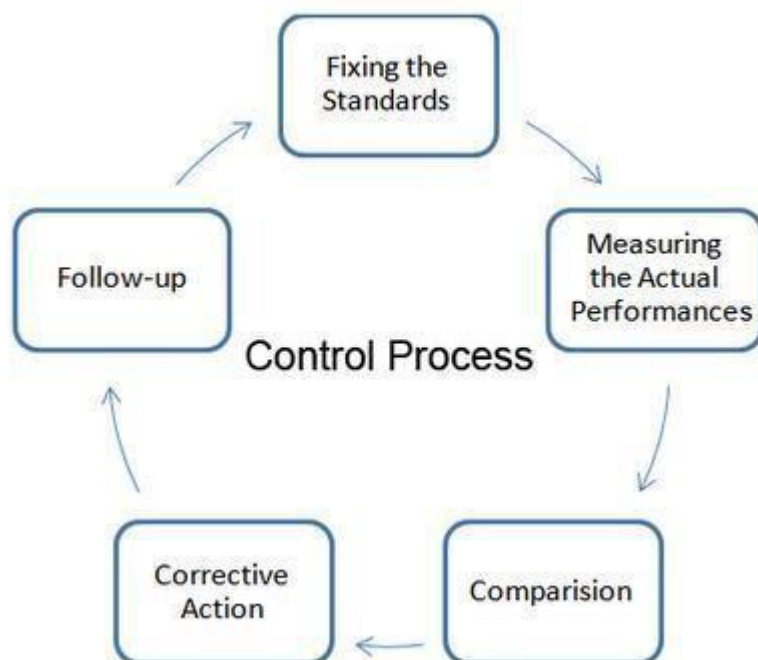 Fixing the
Standards
Measuring
the Actual
Performances
Comparision
Corrective
Action
Follow-up
Control Process